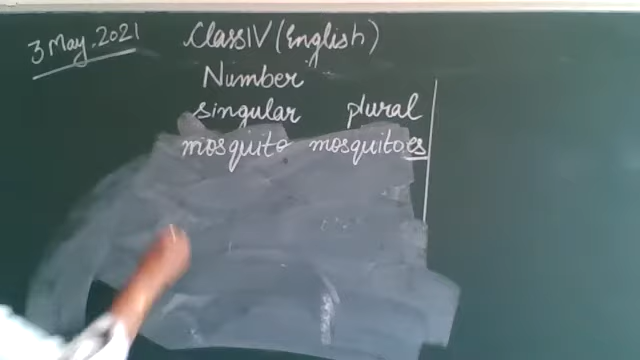 3 May. 2021 Class IV (English)
Number
singular plural
mosquito mosquitoes